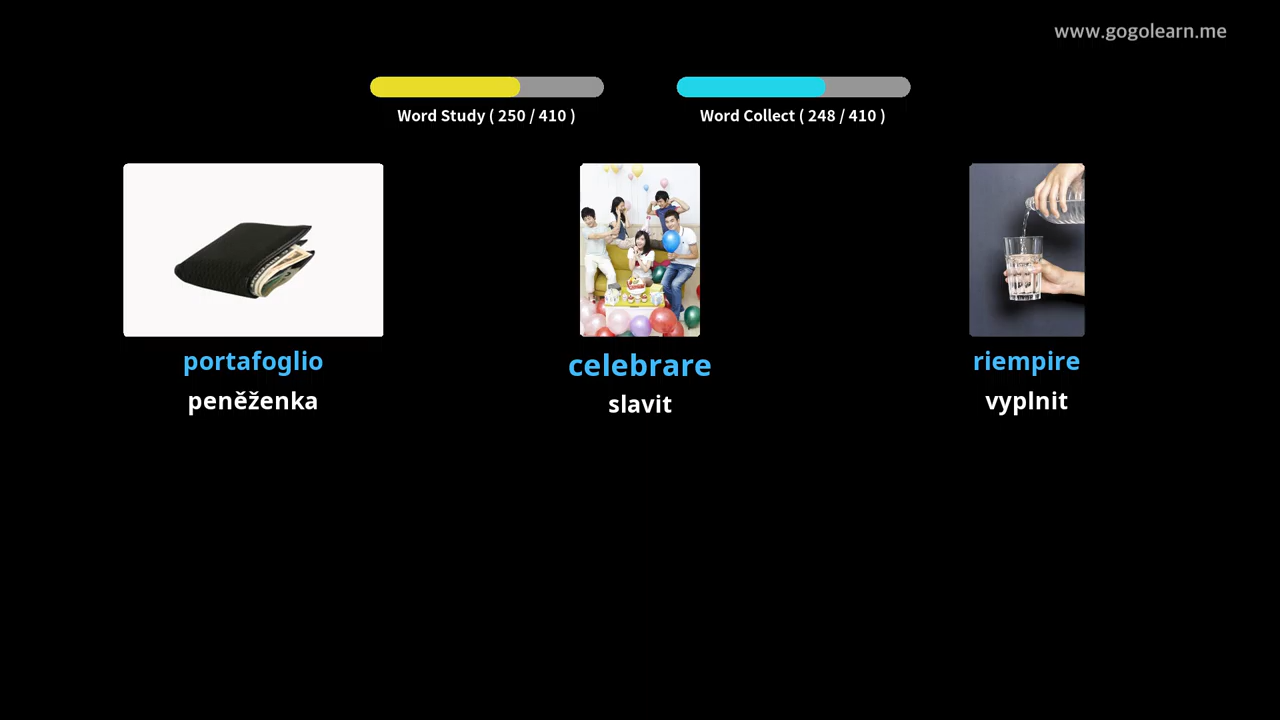 www.gogolearn.me
Word Study ( 250 / 410 )
Word Collect ( 248 / 410 )
portafoglio
peněženka
celebrare
slavit
riempire
vyplnit